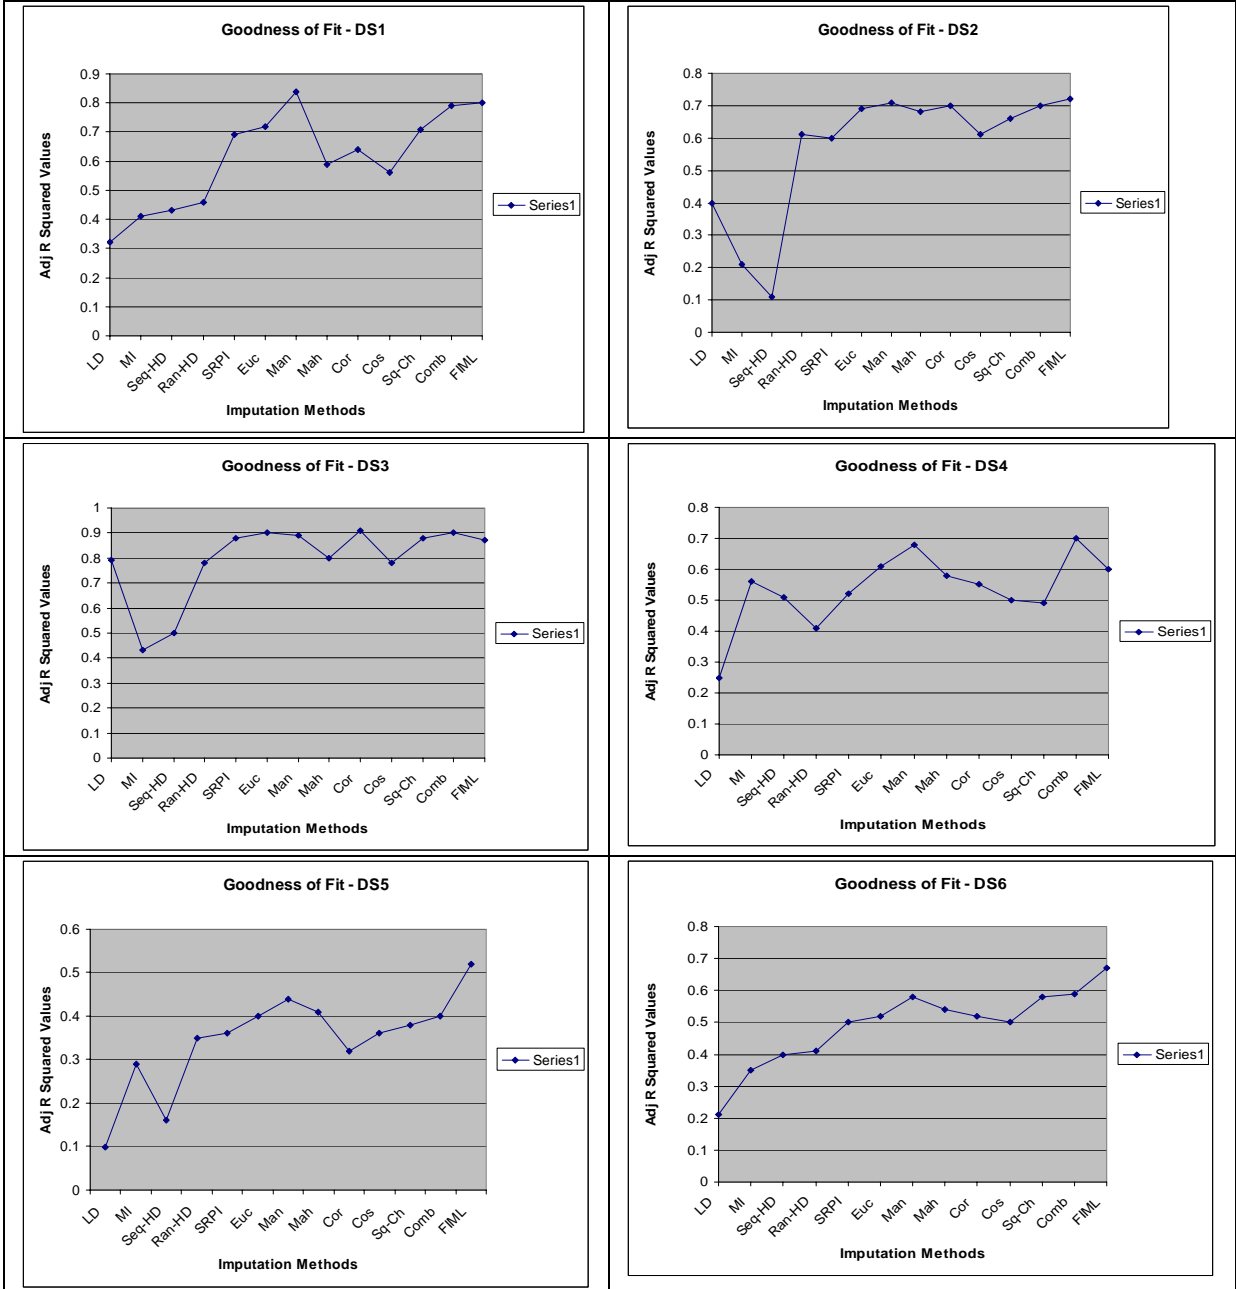 Goodness of Fit - DS1
Adj R Squared Values
0.9
0.8
0.7
0.6
0.5
0.4
0.3
0.2
0.1
0
LD MI Seq-HD Ran-HD SRPI Euc Man Mah Cor Cos Sq-Ch Comb FIML
Imputation Methods
Series1
Goodness of Fit - DS2
Adj R Squared Values
0.8
0.7
0.6
0.5
0.4
0.3
0.2
0.1
0
LD MI Seq-HD Ran-HD SRPI Euc Man Mah Cor Cos Sq-Ch Comb FIML
Imputation Methods
Series1
Goodness of Fit - DS3
Adj R Squared Values
1
0.9
0.8
0.7
0.6
0.5
0.4
0.3
0.2
0.1
0
LD MI Seq-HD Ran-HD SRPI Euc Man Mah Cor Cos Sq-Ch Comb FIML
Imputation Methods
Series1
Goodness of Fit - DS4
Adj R Squared Values
0.8
0.7
0.6
0.5
0.4
0.3
0.2
0.1
0
LD MI Seq-HD Ran-HD SRPI Euc Man Mah Cor Cos Sq-Ch Comb FIML
Imputation Methods
Series1
Goodness of Fit - DS5
Adj R Squared Values
0.6
0.5
0.4
0.3
0.2
0.1
0
LD MI Seq-HD Ran-HD SRPI Euc Man Mah Cor Cos Sq-Ch Comb FIML
Imputation Methods
Series1
Goodness of Fit - DS6
Adj R Squared Values
0.8
0.7
0.6
0.5
0.4
0.3
0.2
0.1
0
LD MI Seq-HD Ran-HD SRPI Euc Man Mah Cor Cos Sq-Ch Comb FIML
Imputation Methods
Series1